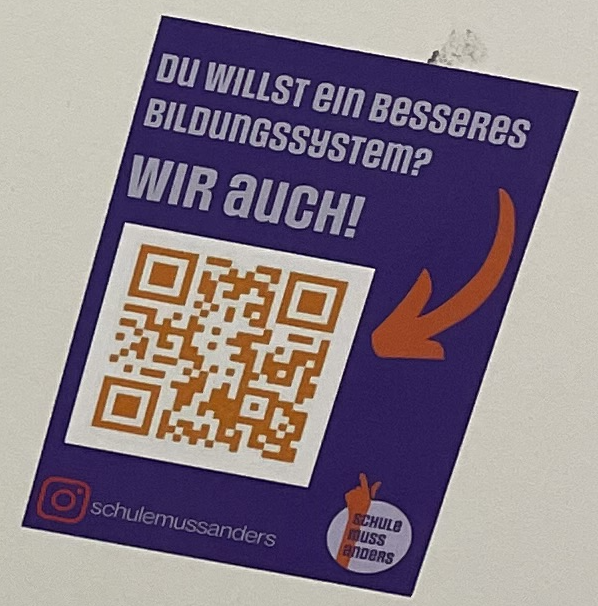 DU WILLST ein BesseRes
BILDUNGSSYSTem?
WIR aUCH!
schulemussanders
SCHULe
muss
anDeRS